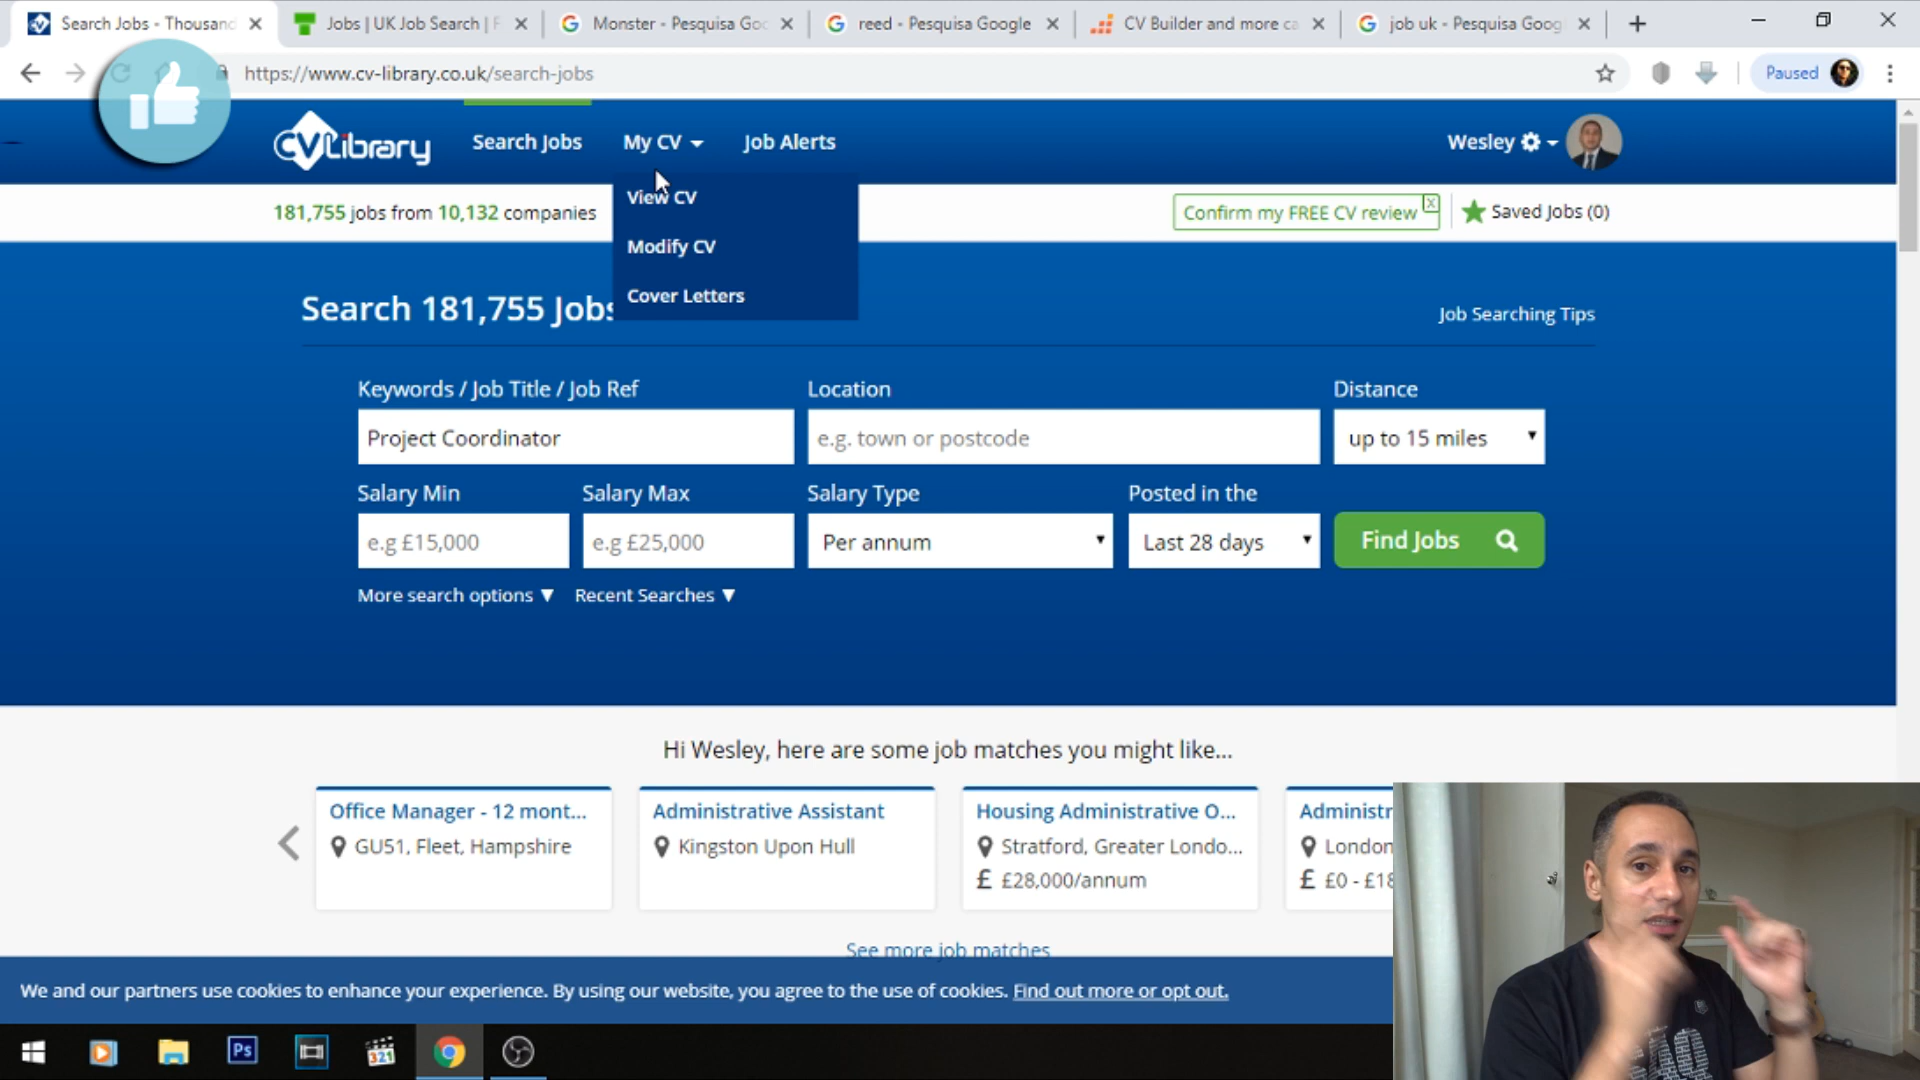 Search Jobs - Thousand
Jobs | UK Job Search | F
Monster - Pesquisa Goo
reed - Pesquisa Google
CV Builder and more ca
job uk - Pesquisa Goog
https://www.cv-library.co.uk/search-jobs
Paused
CV Library
Search Jobs
My CV
Job Alerts
Wesley
181,755 jobs from 10,132 companies
View CV
Confirm my FREE CV review
x
Saved Jobs (0)
Modify CV
Cover Letters
Search 181,755 Jobs
Job Searching Tips
Keywords / Job Title / Job Ref
Location
Distance
Project Coordinator
e.g. town or postcode
up to 15 miles
Salary Min
Salary Max
Salary Type
Posted in the
e.g £15,000
e.g £25,000
Per annum
Last 28 days
Find Jobs
More search options ▼
Recent Searches ▼
Hi Wesley, here are some job matches you might like...
Office Manager - 12 mont...
GU51, Fleet, Hampshire
Administrative Assistant
Kingston Upon Hull
Housing Administrative O...
Stratford, Greater Londo...
£ £28,000/annum
Administr
London
£ £0 - £18
See more job matches
We and our partners use cookies to enhance your experience. By using our website, you agree to the use of cookies. Find out more or opt out.
Ps
321